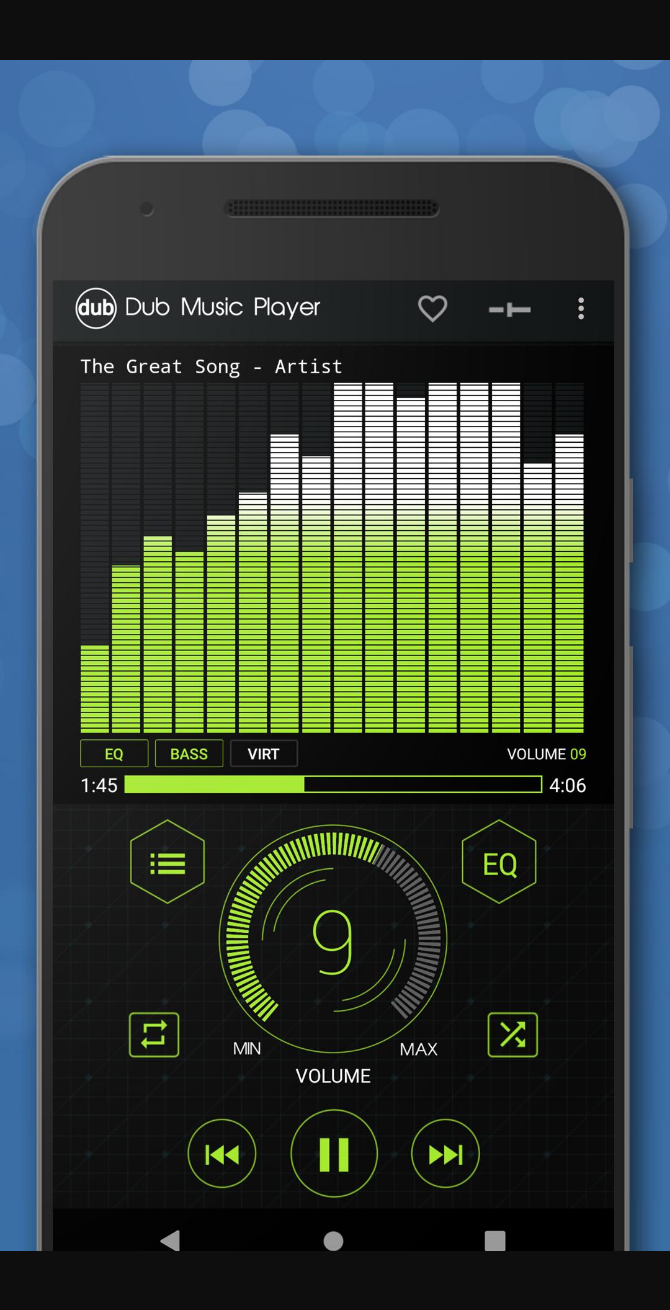 dub Dub Music Player
The Great Song - Artist
EQ BASS VIRT VOLUME 09
1:45 4:06
EQ
9
MIN MAX
VOLUME